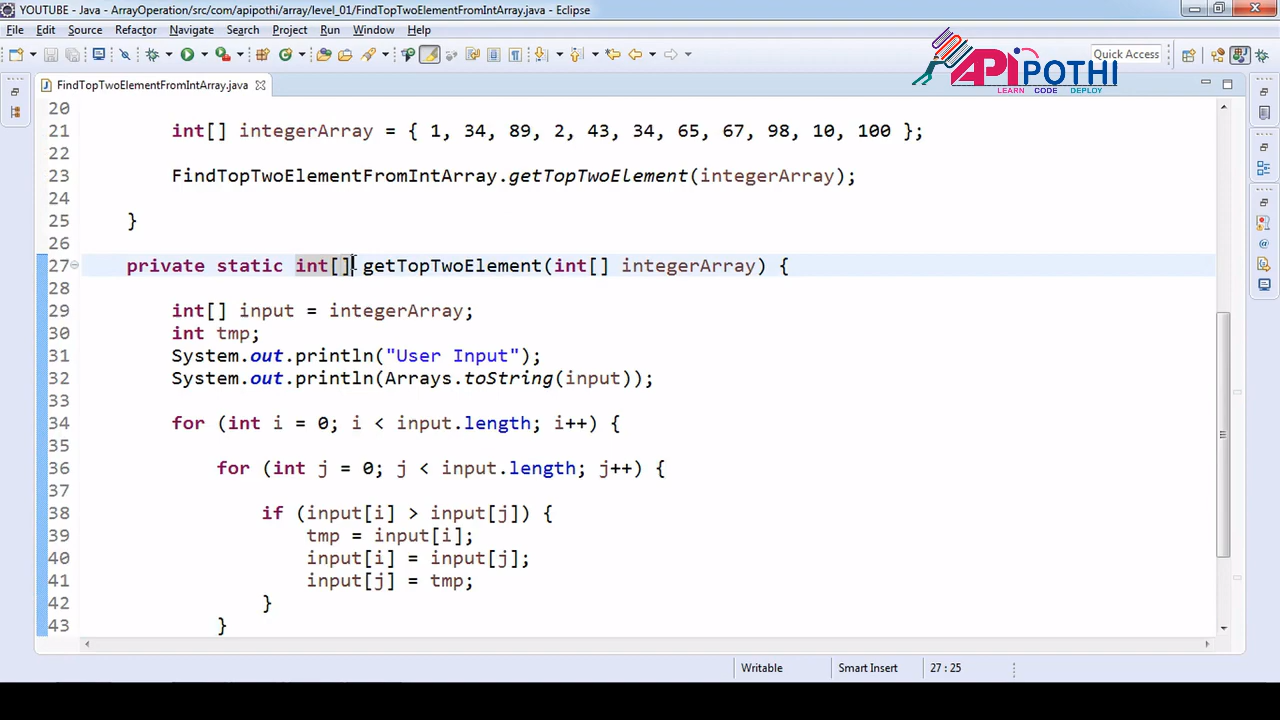 YOUTUBE - Java - ArrayOperation/src/com/apipothi/array/level_01/FindTopTwoElementFromIntArray.java - Eclipse
File Edit Source Refactor Navigate Search Project Run Window Help
Quick Access
APIPOTHI
LEARN CODE DEPLOY
FindTopTwoElementFromIntArray.java
20
21 int[] integerArray = { 1, 34, 89, 2, 43, 34, 65, 67, 98, 10, 100 };
22
23 FindTopTwoElementFromIntArray.getTopTwoElement(integerArray);
24
25 }
26
27 private static int[] getTopTwoElement(int[] integerArray) {
28
29 int[] input = integerArray;
30 int tmp;
31 System.out.println("User Input");
32 System.out.println(Arrays.toString(input));
33
34 for (int i = 0; i < input.length; i++) {
35
36 for (int j = 0; j < input.length; j++) {
37
38 if (input[i] > input[j]) {
39 tmp = input[i];
40 input[i] = input[j];
41 input[j] = tmp;
42 }
43 }
Writable Smart Insert 27 : 25